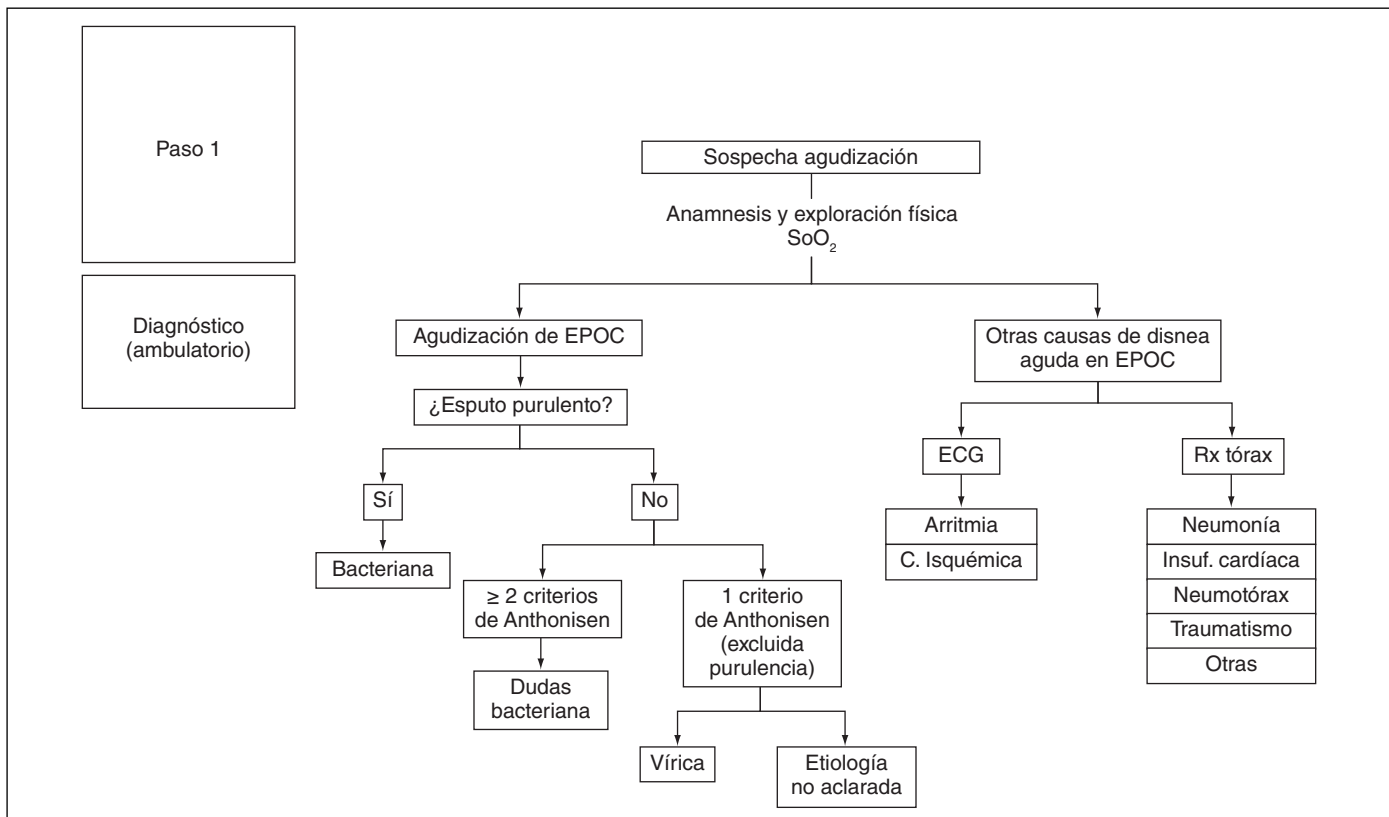 Paso 1
Diagnóstico
(ambulatorio)
Sospecha agudización
Anamnesis y exploración física
SoO₂
Agudización de EPOC
¿Esputo purulento?
Sí
No
Bacteriana
≥ 2 criterios
de Anthonisen
Dudas
bacteriana
1 criterio
de Anthonisen
(excluida
purulencia)
Vírica
Etiología
no aclarada
Otras causas de disnea
aguda en EPOC
ECG
Arritmia
C. Isquémica
Rx tórax
Neumonía
Insuf. cardíaca
Neumotórax
Traumatismo
Otras